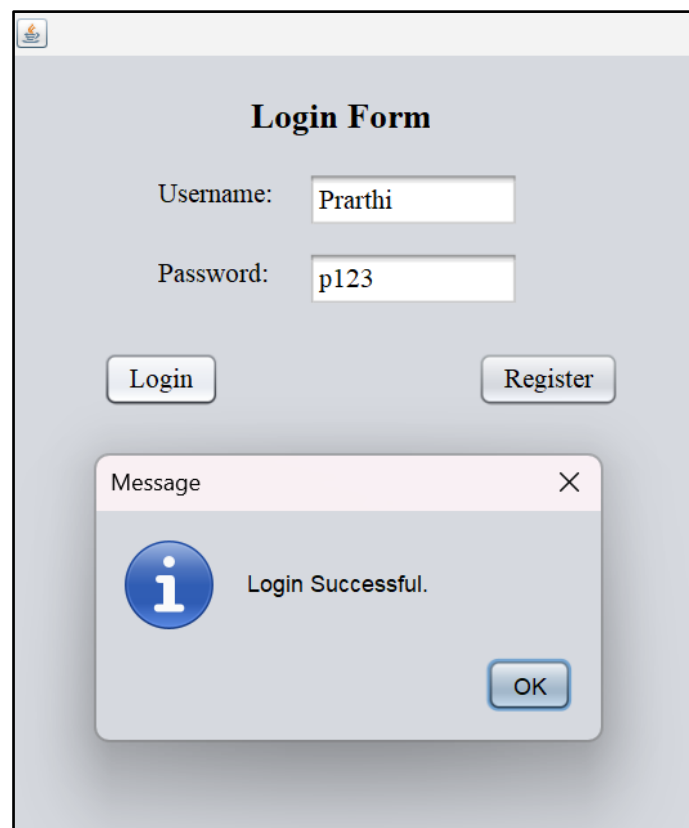 Login Form
Username: Prarthi
Password: p123
Login Register
Message
Login Successful.
OK